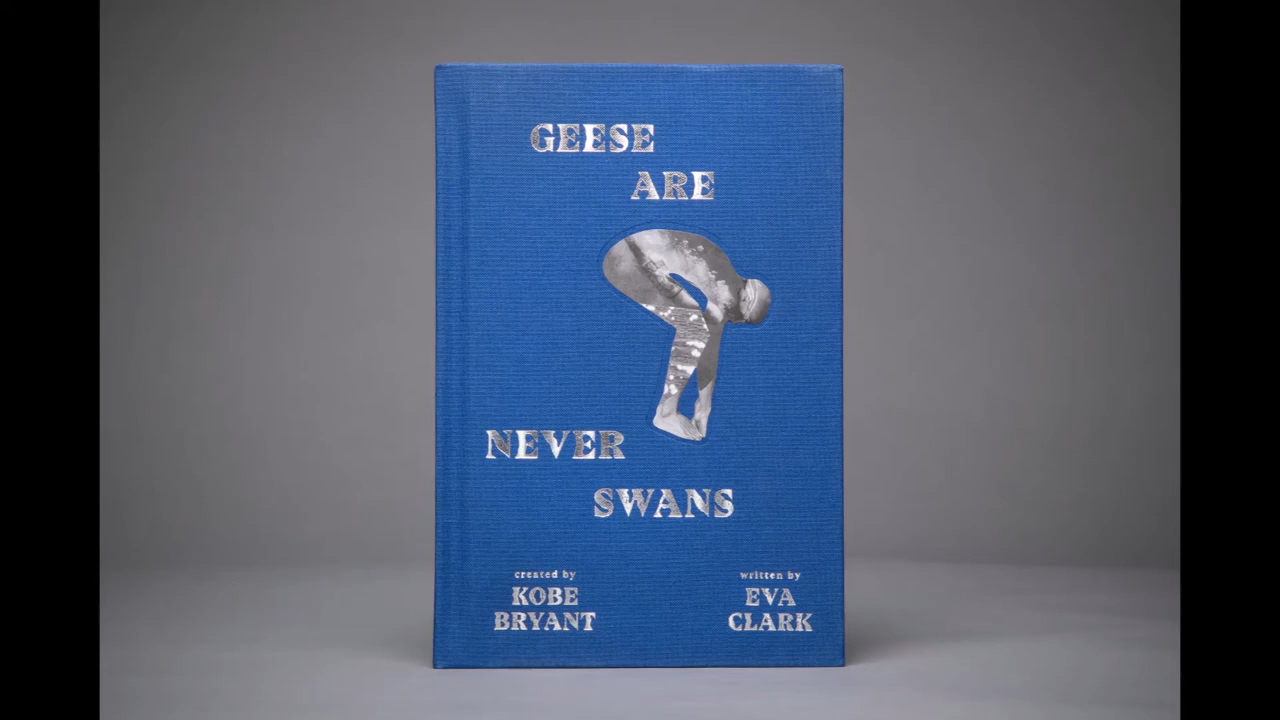 GEESE
ARE
NEVER
SWANS
created by
KOBE
BRYANT
written by
EVA
CLARK